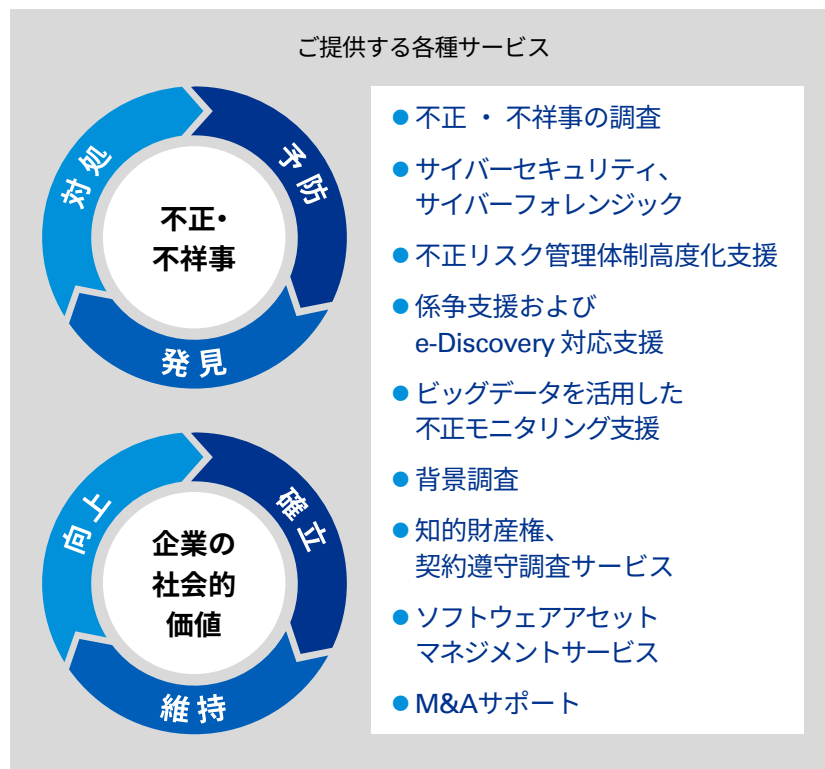 ご提供する各種サービス
対処
予防
不正・
不祥事
発見
向上
確立
企業の
社会的
価値
維持
●不正 ・ 不祥事の調査
●サイバーセキュリティ、
サイバーフォレンジック
●不正リスク管理体制高度化支援
●係争支援および
e-Discovery 対応支援
●ビッグデータを活用した
不正モニタリング支援
●背景調査
●知的財産権、
契約遵守調査サービス
●ソフトウェアアセット
マネジメントサービス
●M&Aサポート